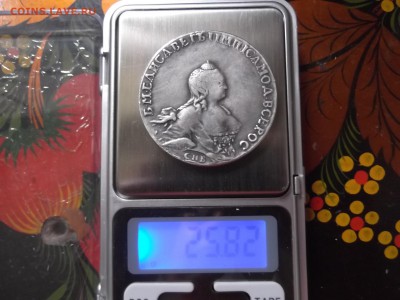 COINS.LAVE.RU
Б·М·ЕЛИСАВЕТЪ·I·IМП:IСАМОД:ВСЕРОС:
СПБ
25.82